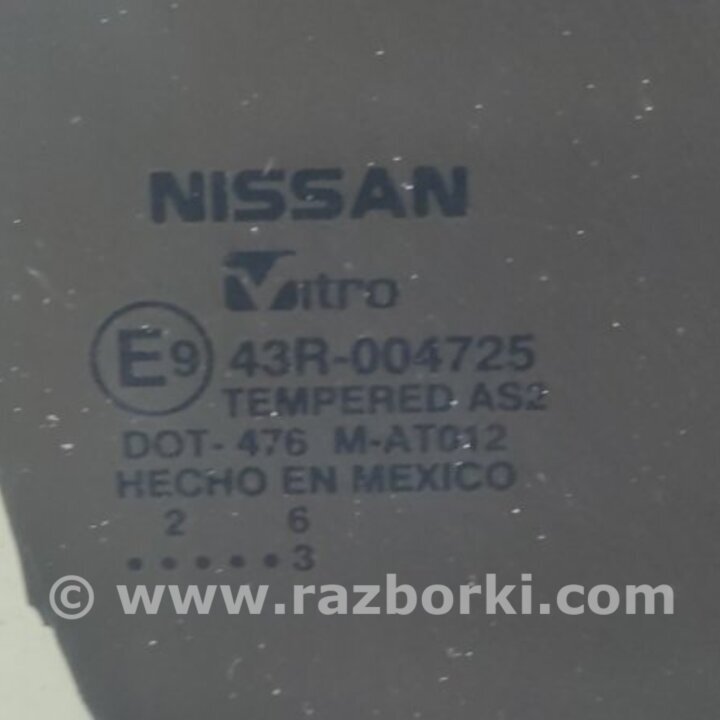 NISSAN
Vitro
E9 43R-004725
TEMPERED AS2
DOT-476 M-AT012
HECHO EN MEXICO
2 6
•••••3
© www.razborki.com